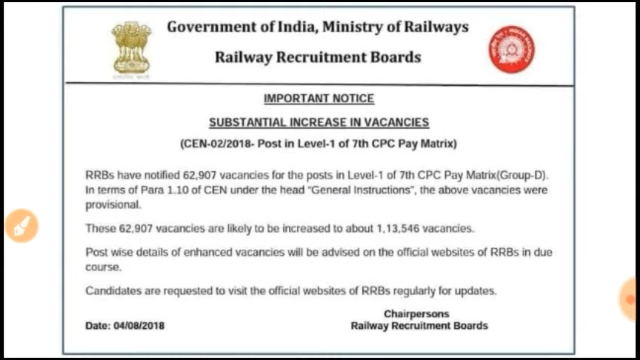 Government of India, Ministry of Railways
Railway Recruitment Boards
IMPORTANT NOTICE
SUBSTANTIAL INCREASE IN VACANCIES
(CEN-02/2018- Post in Level-1 of 7th CPC Pay Matrix)
RRBs have notified 62,907 vacancies for the posts in Level-1 of 7th CPC Pay Matrix(Group-D).
In terms of Para 1.10 of CEN under the head "General Instructions", the above vacancies were
provisional.
These 62,907 vacancies are likely to be increased to about 1,13,546 vacancies.
Post wise details of enhanced vacancies will be advised on the official websites of RRBs in due
course.
Candidates are requested to visit the official websites of RRBs regularly for updates.
Chairpersons
Date: 04/08/2018 Railway Recruitment Boards